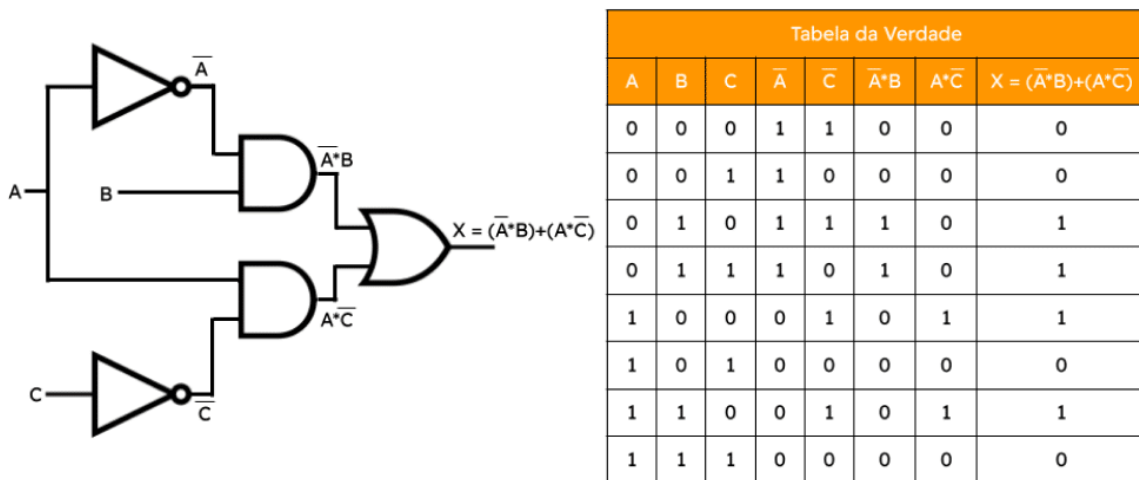 A̅
A
B
A̅*B
X = (A̅*B)+(A*C̅)
A*C̅
C
C̅
Tabela da Verdade
A B C A̅ C̅ A̅*B A*C̅ X = (A̅*B)+(A*C̅)
0 0 0 1 1 0 0 0
0 0 1 1 0 0 0 0
0 1 0 1 1 1 0 1
0 1 1 1 0 1 0 1
1 0 0 0 1 0 1 1
1 0 1 0 0 0 0 0
1 1 0 0 1 0 1 1
1 1 1 0 0 0 0 0